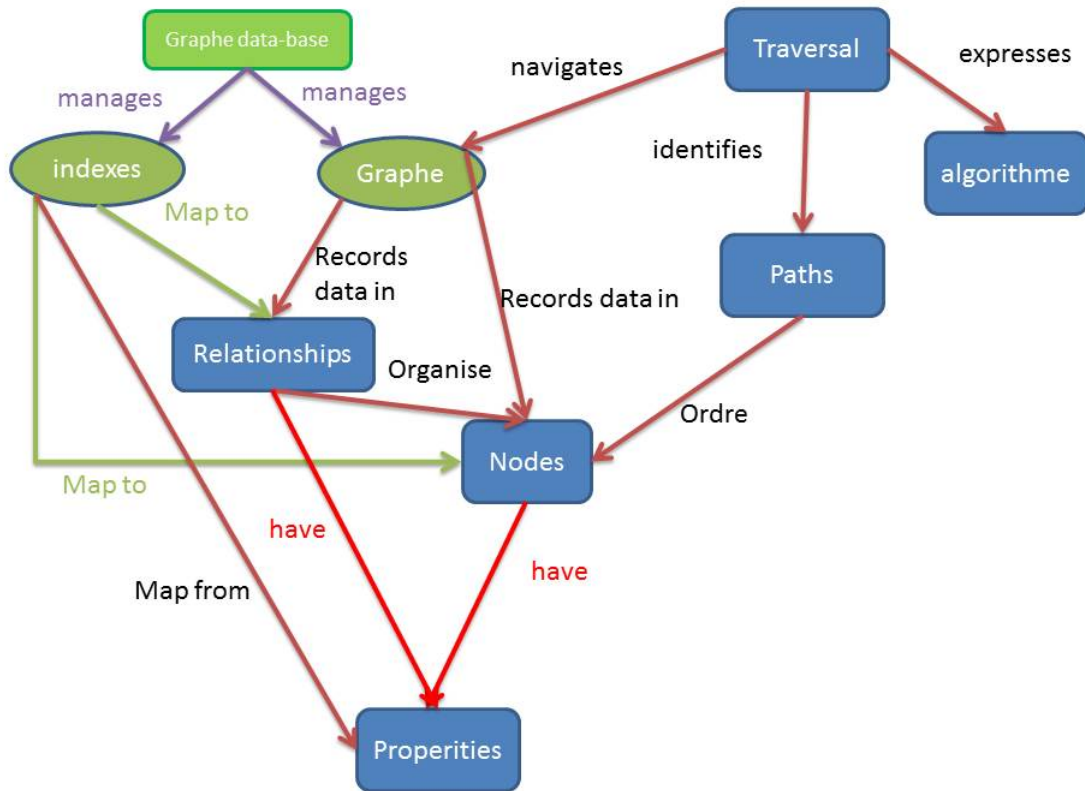 Graphe data-base
Traversal
navigates
expresses
manages
manages
identifies
indexes
Graphe
algorithme
Map to
Records
data in
Paths
Records data in
Relationships
Organise
Ordre
Nodes
Map to
have
have
Map from
Properities